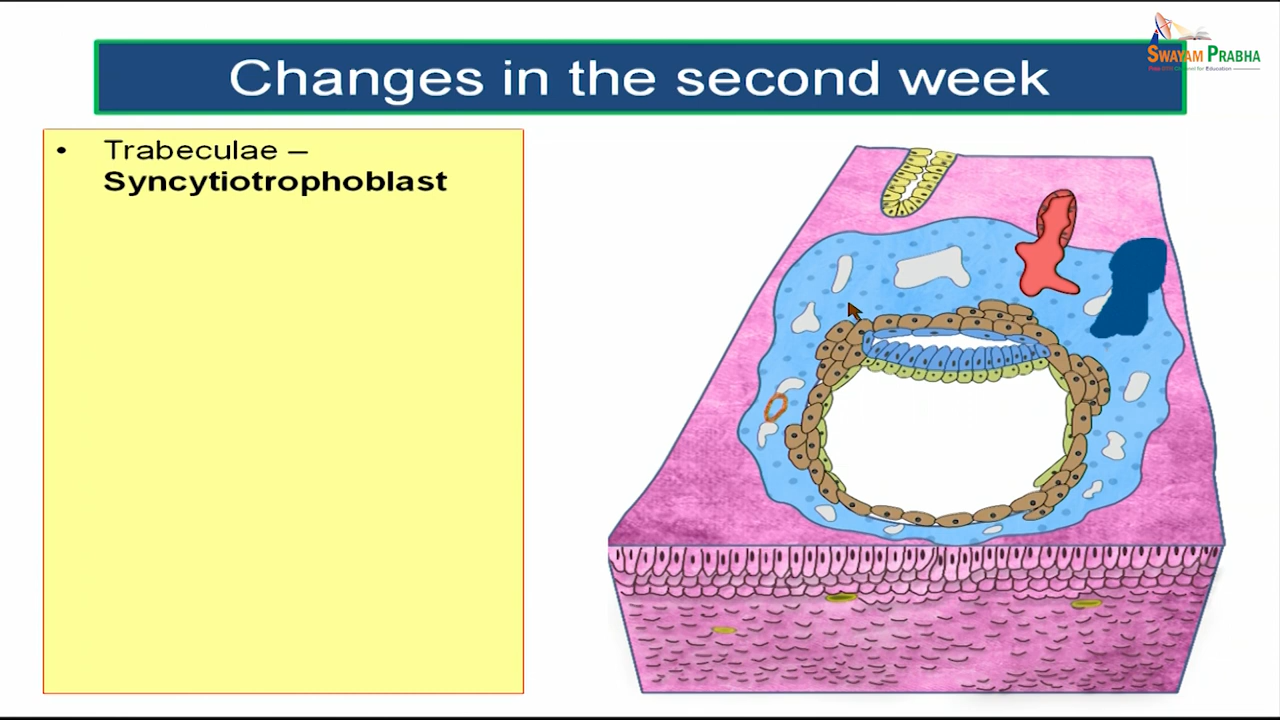 SWAYAM PRABHA
Changes in the second week
• Trabeculae –
Syncytiotrophoblast